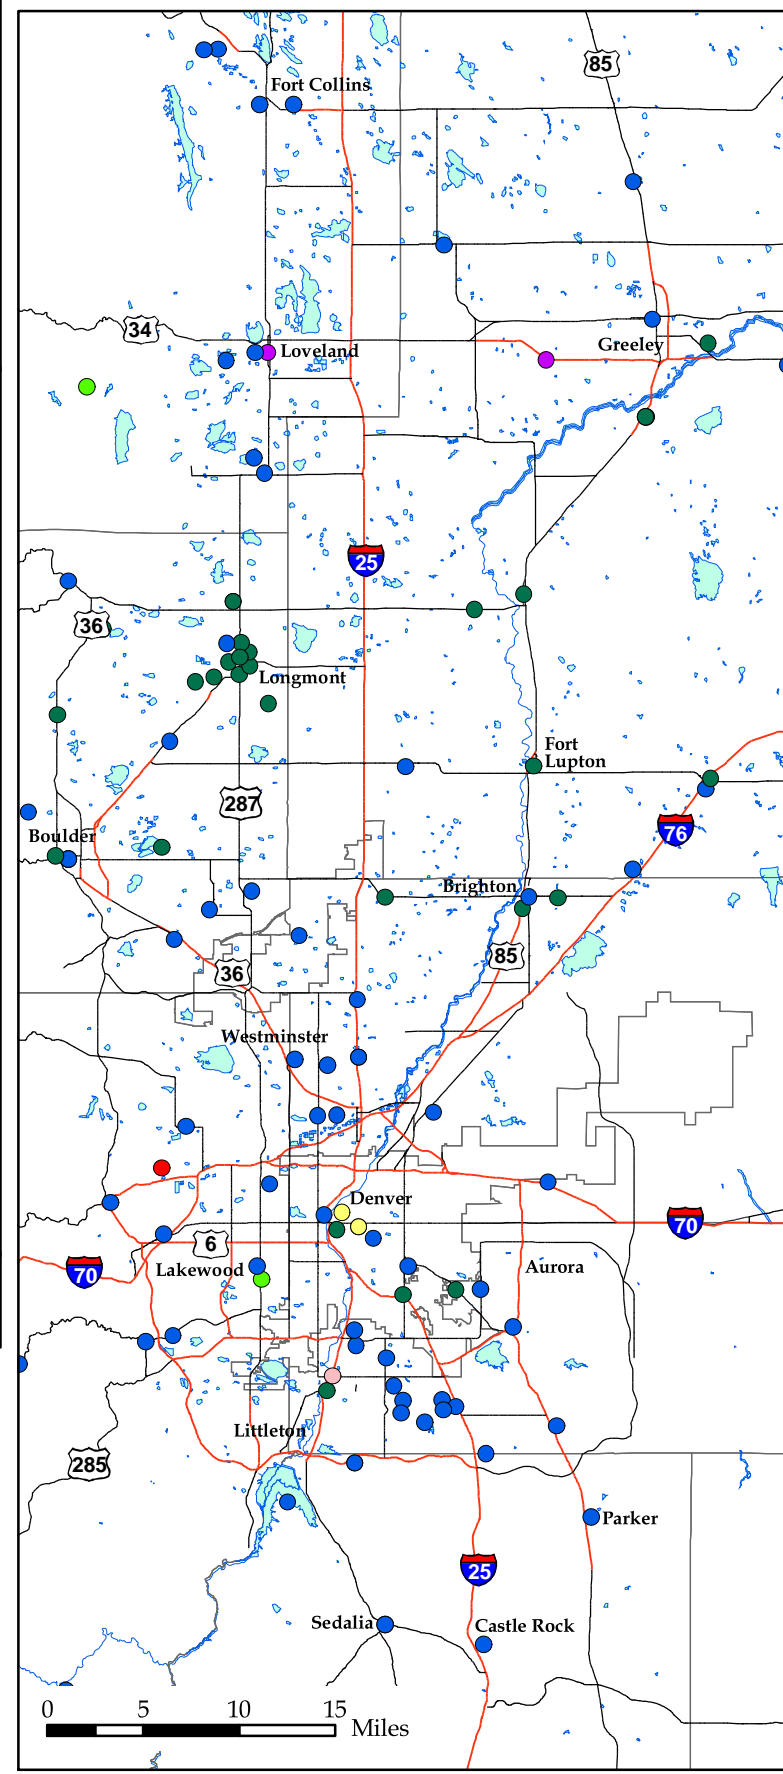 85
Fort Collins
34
Loveland
Greeley
25
36
Longmont
Fort
Lupton
287
76
Boulder
Brighton
85
36
Westminster
Denver
70
6
Lakewood
70
Aurora
Littleton
285
Parker
25
Sedalia
Castle Rock
0 5 10 15
Miles